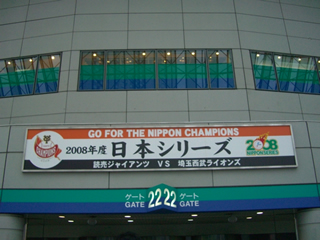 GO FOR THE NIPPON CHAMPIONS
2008年度 日本シリーズ 2008
NIPPON SERIES
読売ジャイアンツ VS 埼玉西武ライオンズ
ゲート 22 22 ゲート
GATE GATE